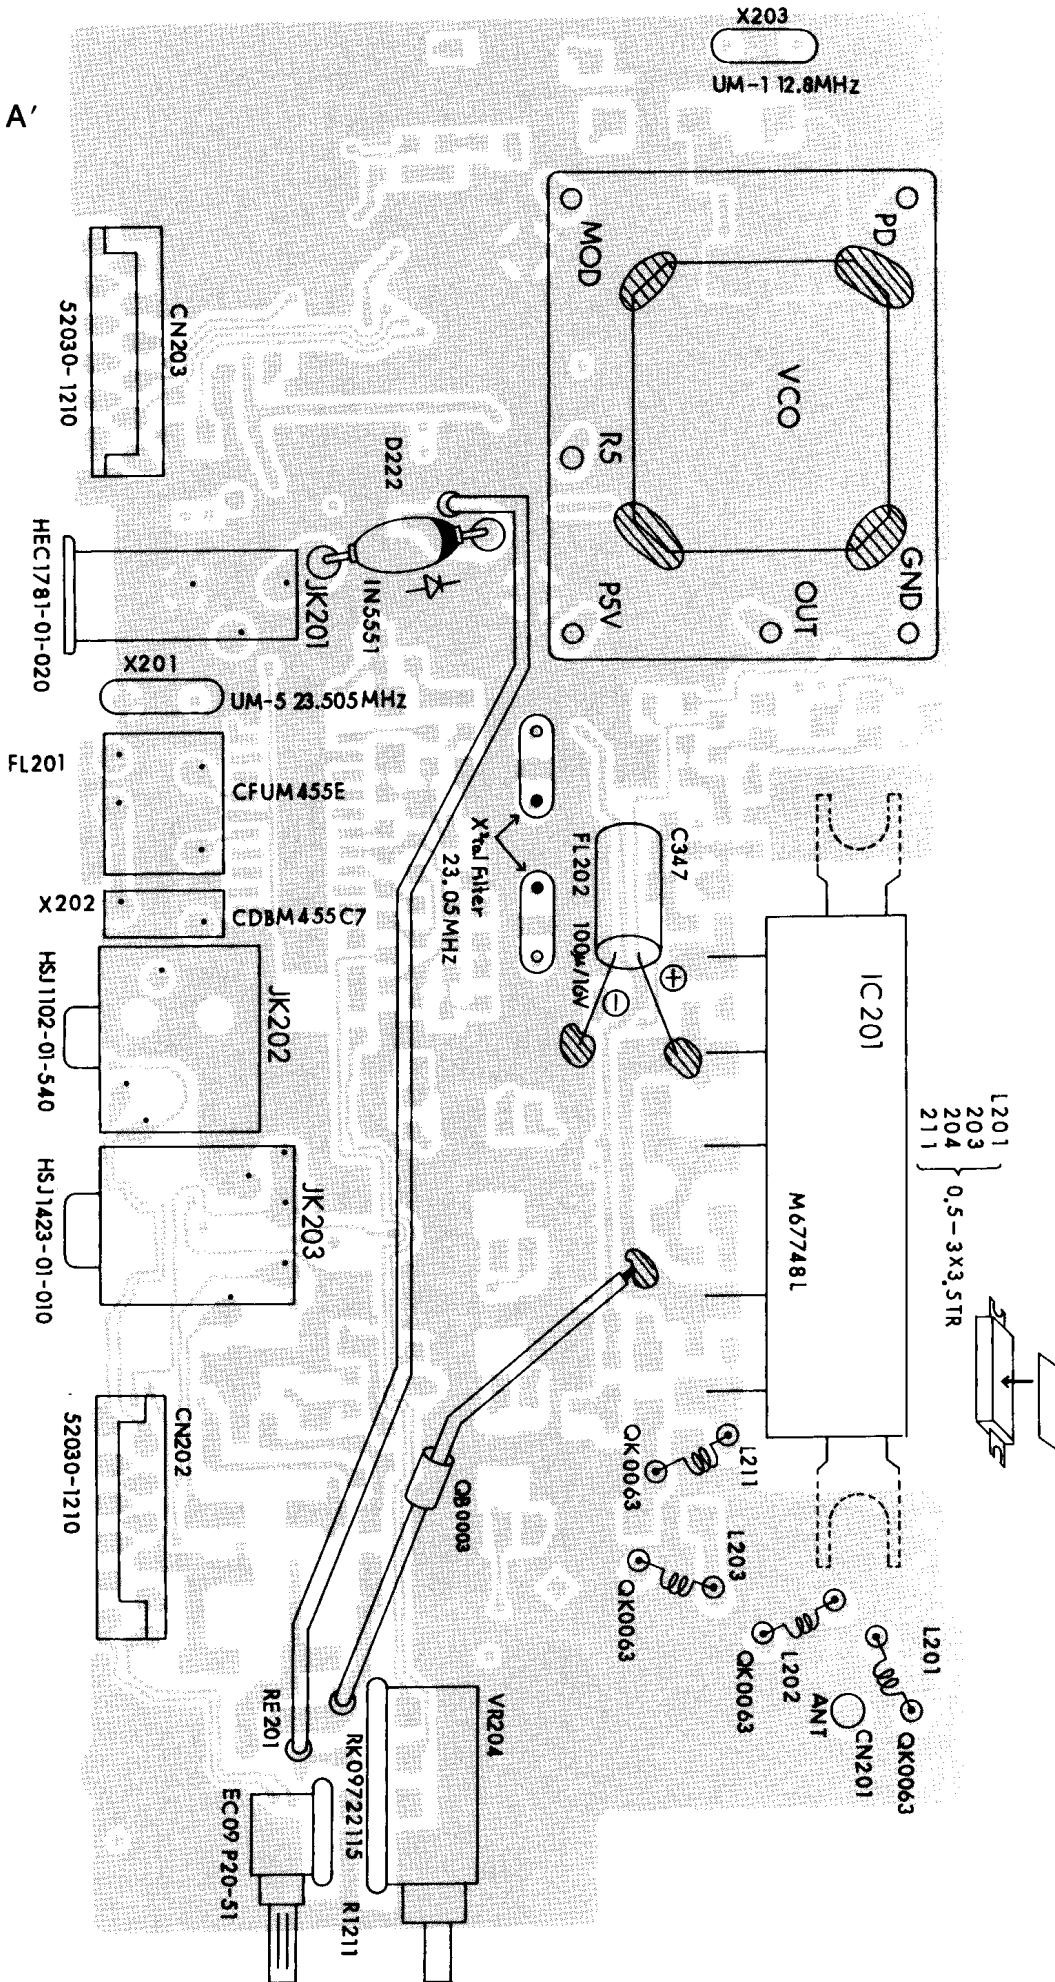 X203
UM-1 12.8MHz
A′
PD
MOD
VCO
R5
P5V
OUT
GND
CN203
52030-1210
D222
1N5551
JK201
HEC1781-01-020
X201
UM-5 23.505MHz
FL201
CFUM455E
X202
CDBM455C7
X'tal Filter
23.05MHz
FL202
C347
100μ/16V
+
−
IC201
M67748L
L201
203
204
211
0.5-3X3.5TR
JK202
HSJ1102-01-540
JK203
HSJ1423-01-010
CN202
52030-1210
QB0003
L211
QK0063
L203
QK0063
L202
QK0063
L201
QK0063
ANT
CN201
RE201
EC09 P20-51
VR204
RK09722115
R1211